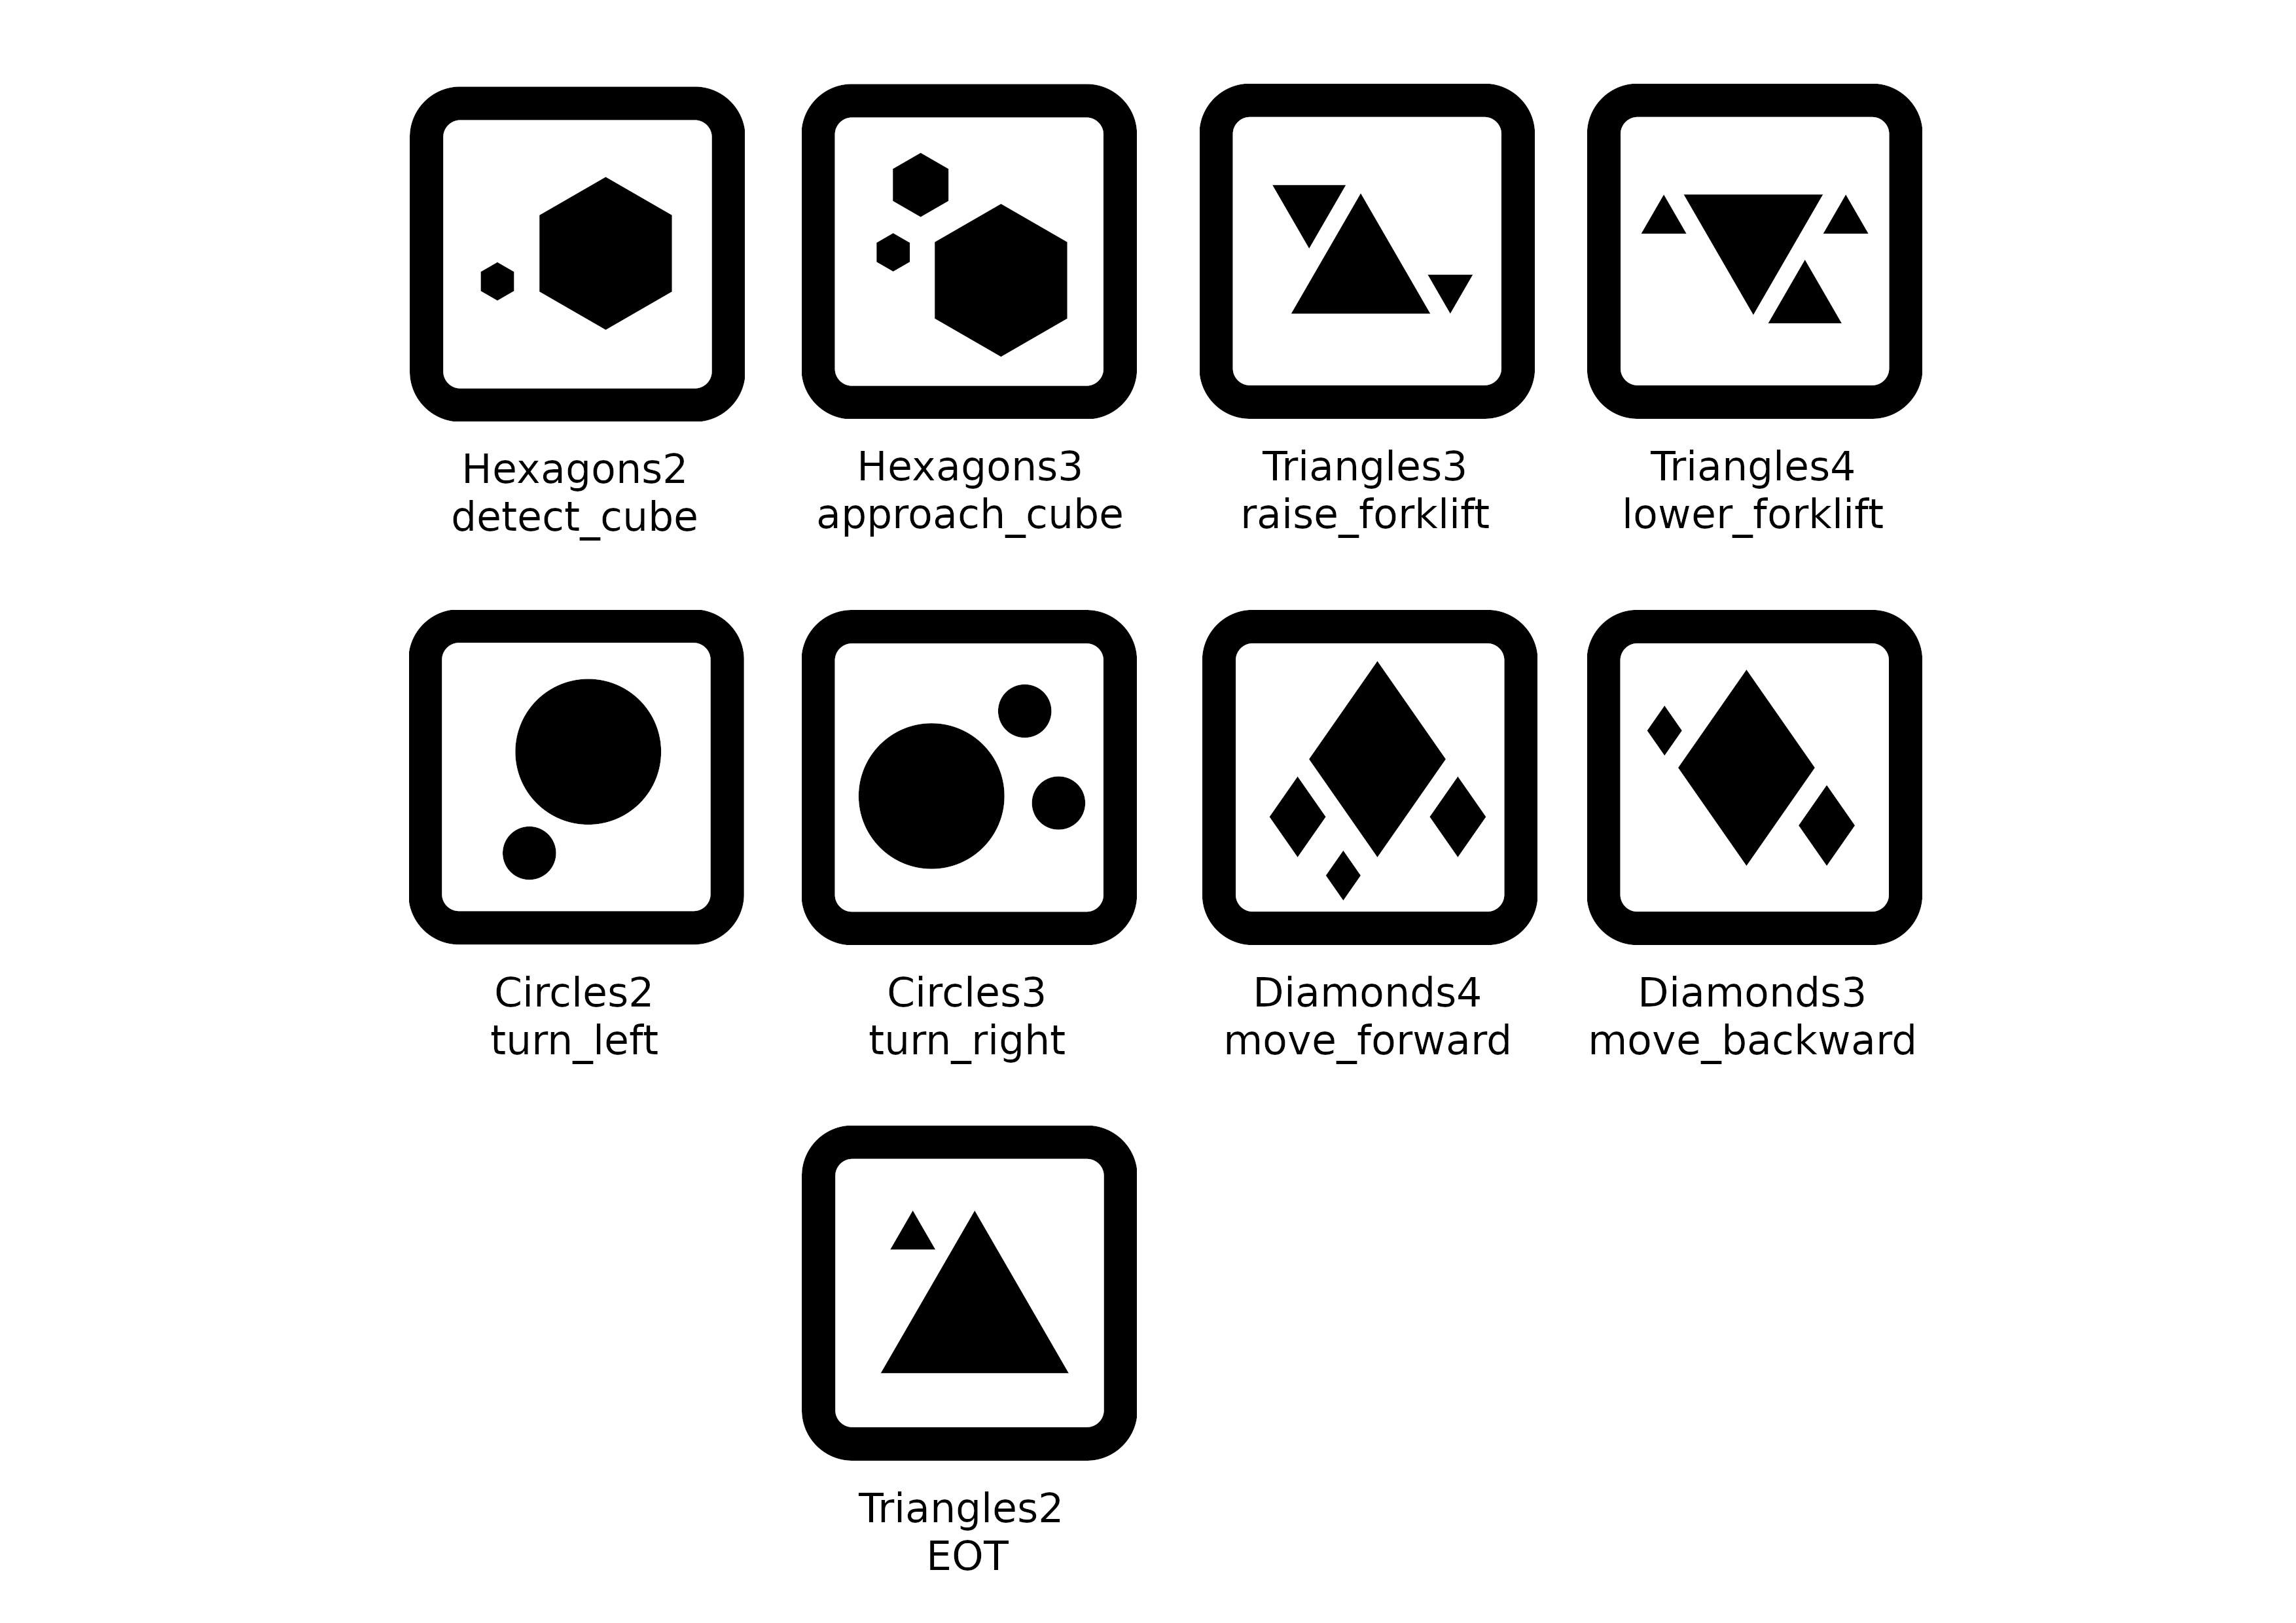 Hexagons2
detect_cube
Hexagons3
approach_cube
Triangles3
raise_forklift
Triangles4
lower_forklift
Circles2
turn_left
Circles3
turn_right
Diamonds4
move_forward
Diamonds3
move_backward
Triangles2
EOT